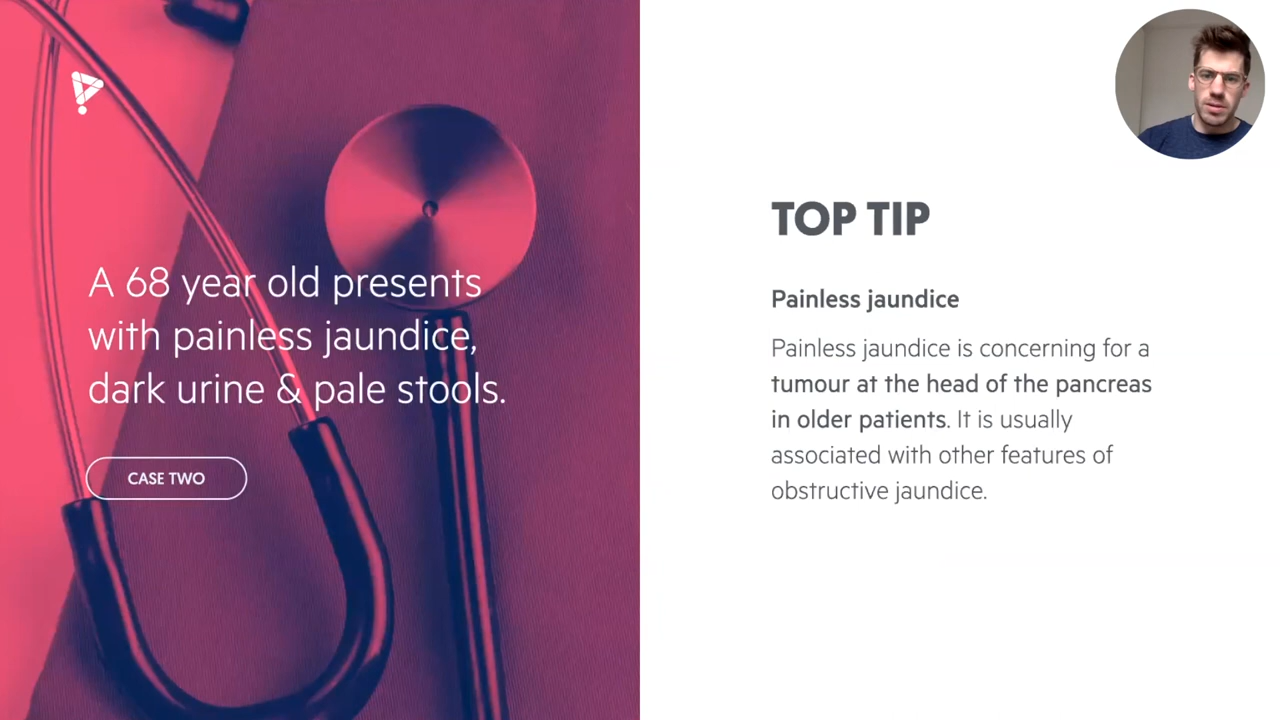 A 68 year old presents
with painless jaundice,
dark urine & pale stools.
CASE TWO
TOP TIP
Painless jaundice
Painless jaundice is concerning for a
tumour at the head of the pancreas
in older patients. It is usually
associated with other features of
obstructive jaundice.